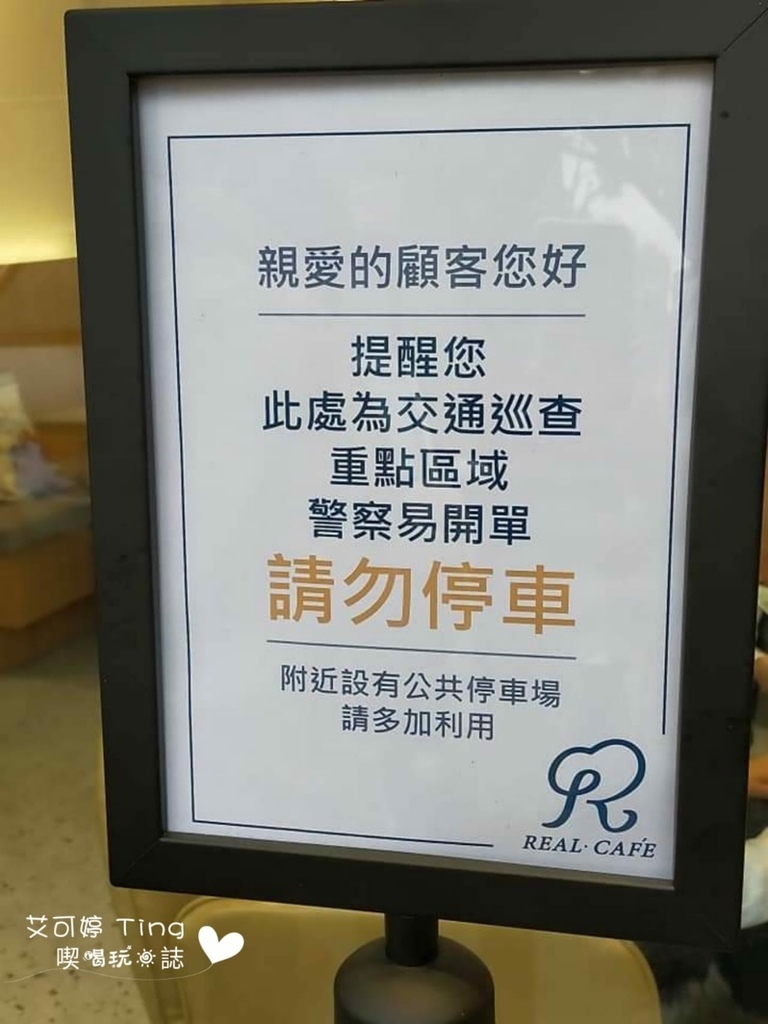 親愛的顧客您好
提醒您
此處為交通巡查
重點區域
警察易開單
請勿停車
附近設有公共停車場
請多加利用
R
REAL·CAFÉ
艾可婷 Ting
喫喝玩樂誌